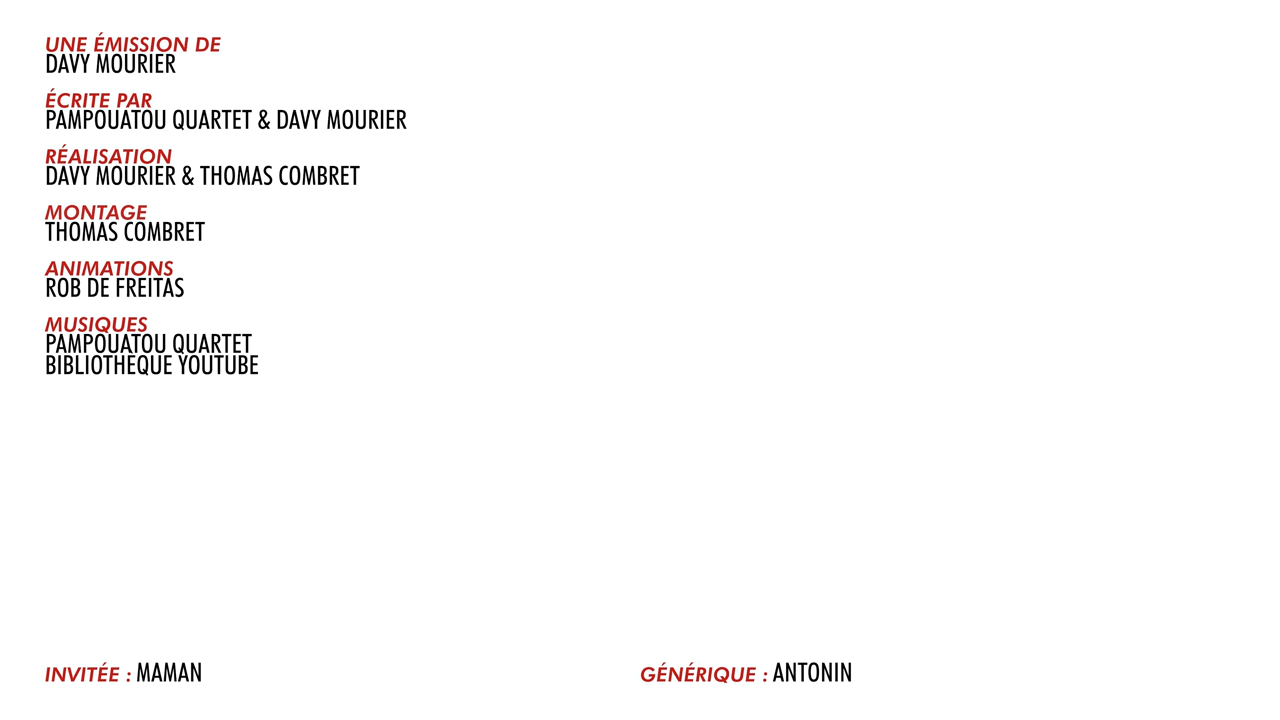 UNE ÉMISSION DE
DAVY MOURIER
ÉCRITE PAR
PAMPOUATOU QUARTET & DAVY MOURIER
RÉALISATION
DAVY MOURIER & THOMAS COMBRET
MONTAGE
THOMAS COMBRET
ANIMATIONS
ROB DE FREITAS
MUSIQUES
PAMPOUATOU QUARTET
BIBLIOTHÈQUE YOUTUBE
INVITÉE : MAMAN
GÉNÉRIQUE : ANTONIN